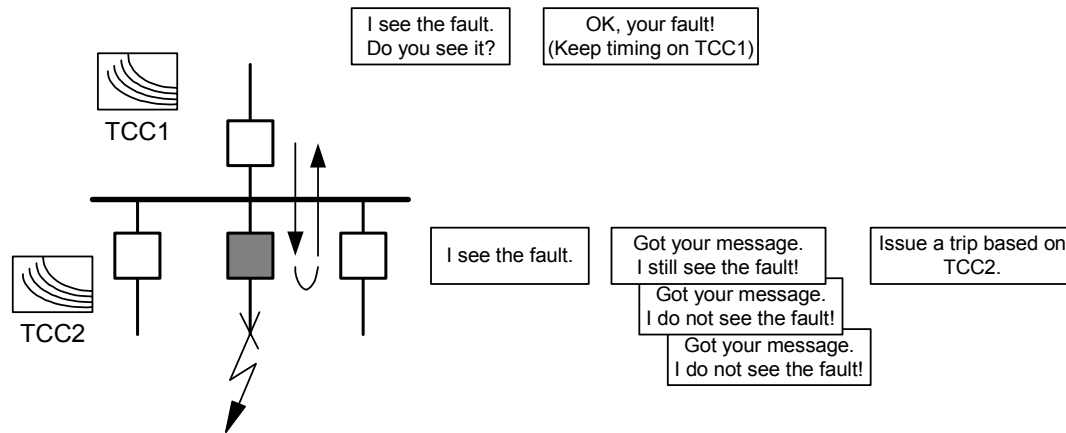 I see the fault.
Do you see it?
OK, your fault!
(Keep timing on TCC1)
TCC1
I see the fault.
Got your message.
I still see the fault!
Issue a trip based on
TCC2.
Got your message.
I do not see the fault!
TCC2
Got your message.
I do not see the fault!